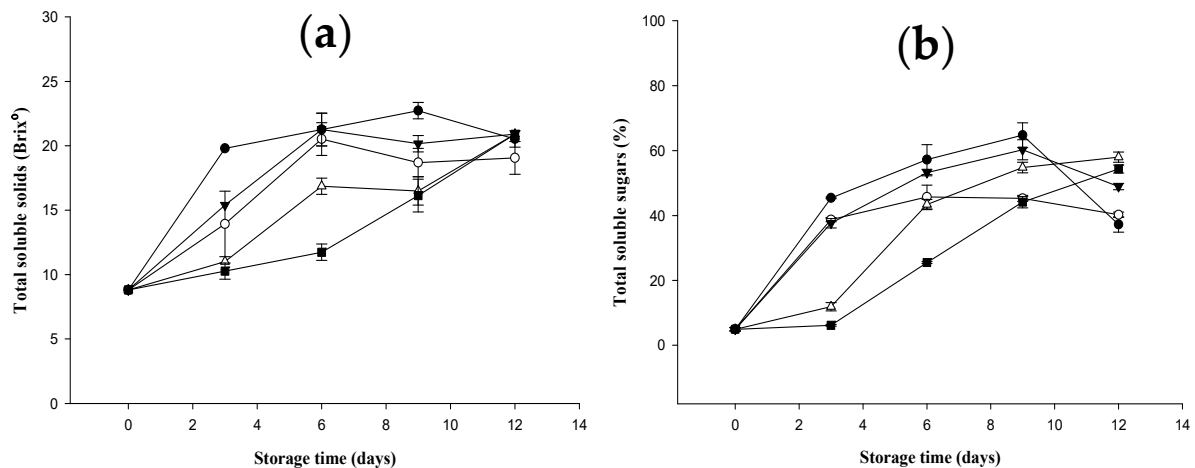 (a)
30
25
20
15
10
5
0
Total soluble solids (Brix°)
0 2 4 6 8 10 12 14
Storage time (days)
(b)
100
80
60
40
20
0
Total soluble sugars (%)
0 2 4 6 8 10 12 14
Storage time (days)